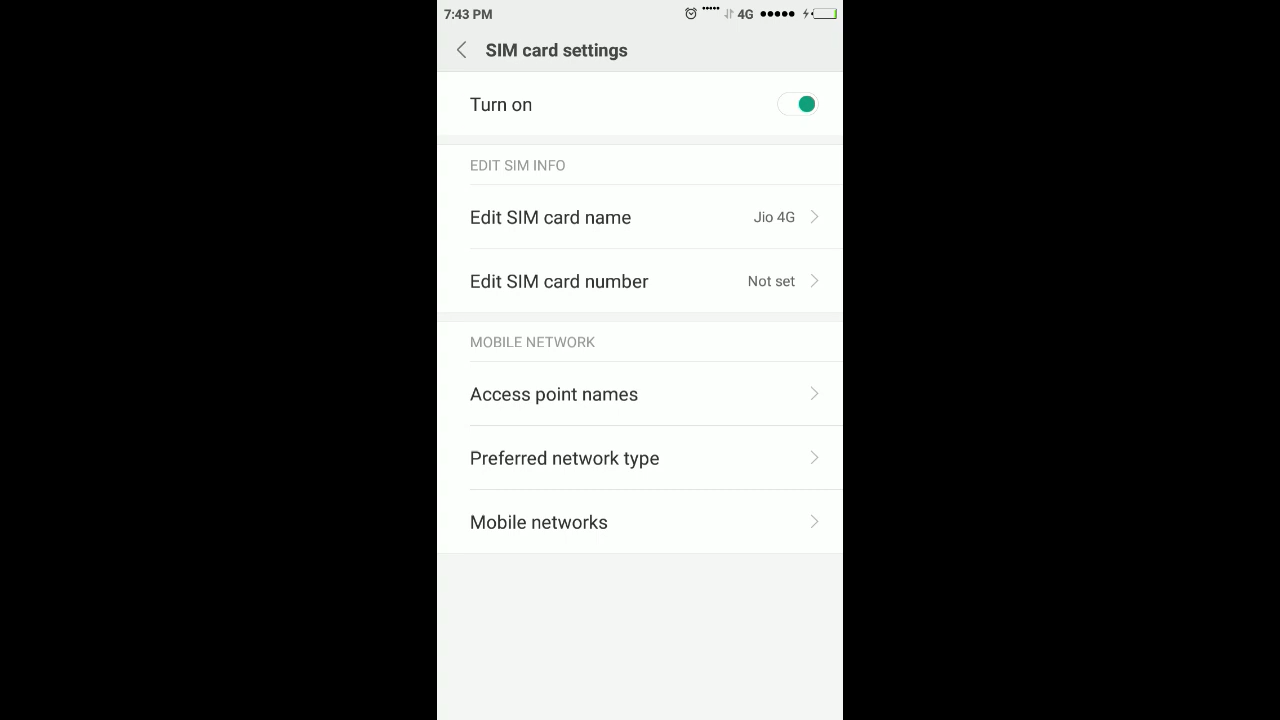 7:43 PM 4G
SIM card settings
Turn on
EDIT SIM INFO
Edit SIM card name Jio 4G
Edit SIM card number Not set
MOBILE NETWORK
Access point names
Preferred network type
Mobile networks